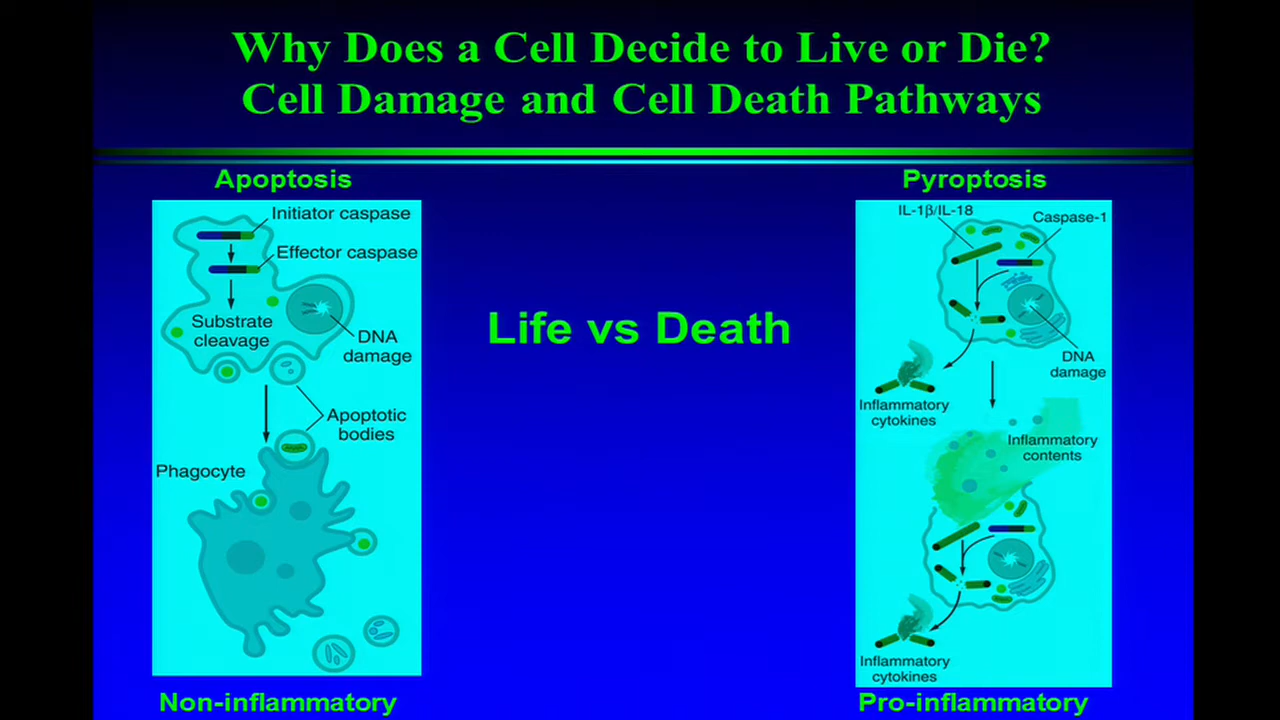 Why Does a Cell Decide to Live or Die?
Cell Damage and Cell Death Pathways
Apoptosis
Initiator caspase
Effector caspase
Substrate
cleavage
DNA
damage
Apoptotic
bodies
Phagocyte
Non-inflammatory
Life vs Death
Pyroptosis
IL-1β/IL-18
Caspase-1
DNA
damage
Inflammatory
cytokines
Inflammatory
contents
Inflammatory
cytokines
Pro-inflammatory